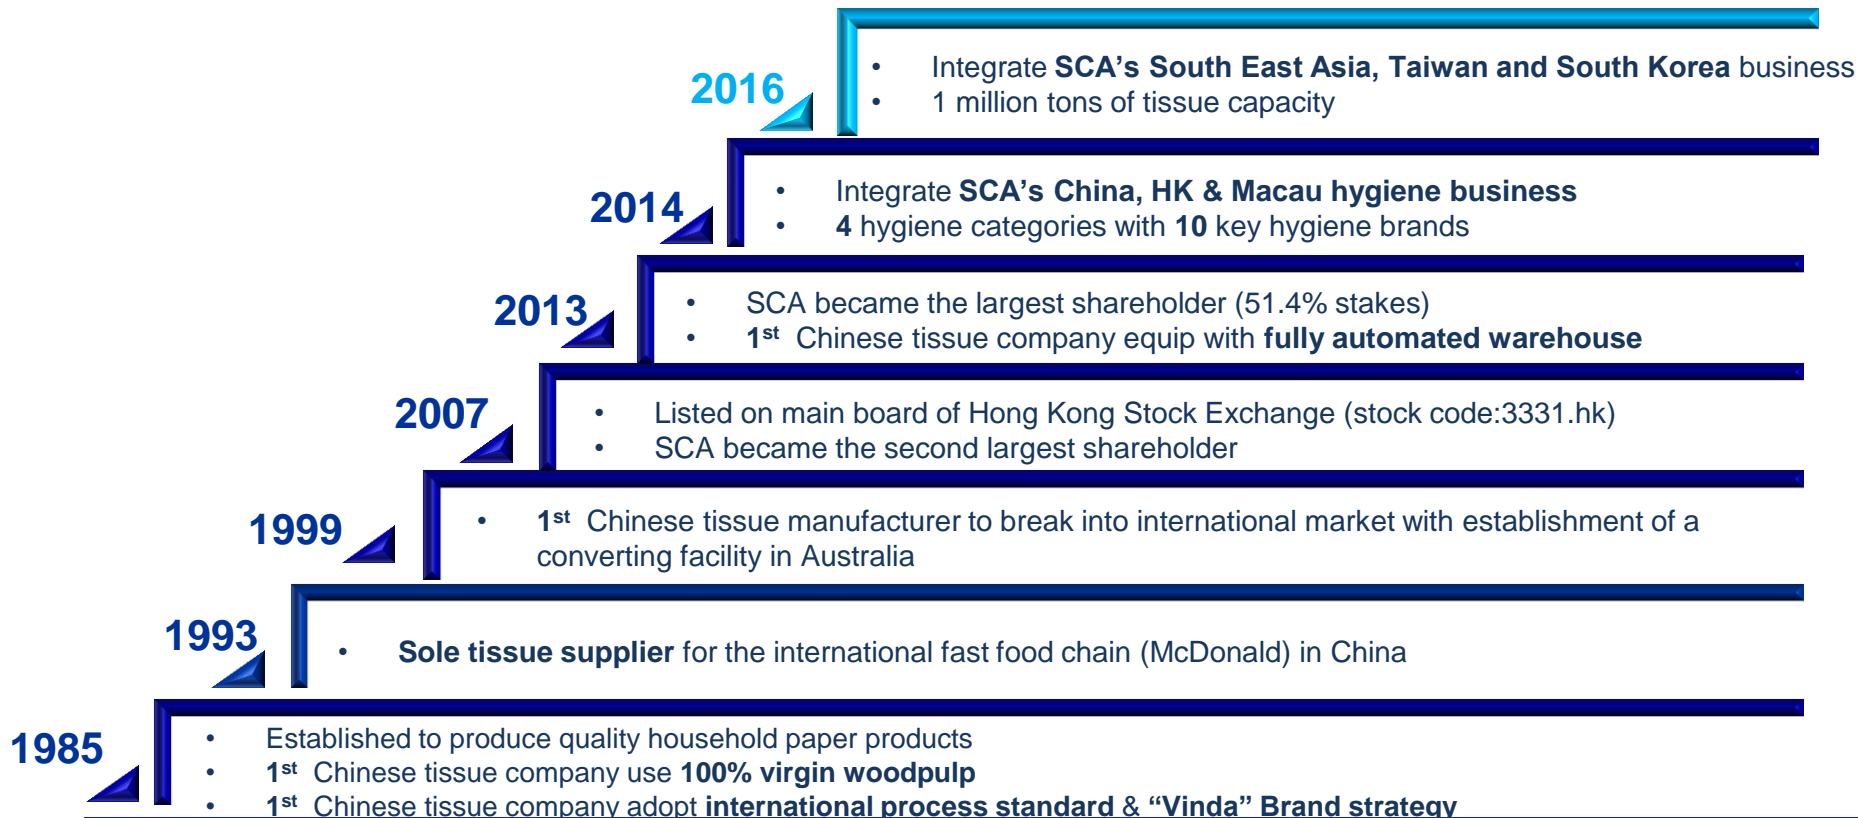 2016
• Integrate SCA's South East Asia, Taiwan and South Korea business
• 1 million tons of tissue capacity
2014
• Integrate SCA's China, HK & Macau hygiene business
• 4 hygiene categories with 10 key hygiene brands
2013
• SCA became the largest shareholder (51.4% stakes)
• 1st Chinese tissue company equip with fully automated warehouse
2007
• Listed on main board of Hong Kong Stock Exchange (stock code:3331.hk)
• SCA became the second largest shareholder
1999
• 1st Chinese tissue manufacturer to break into international market with establishment of a
converting facility in Australia
1993
• Sole tissue supplier for the international fast food chain (McDonald) in China
1985
• Established to produce quality household paper products
• 1st Chinese tissue company use 100% virgin woodpulp
• 1st Chinese tissue company adopt international process standard & “Vinda” Brand strategy